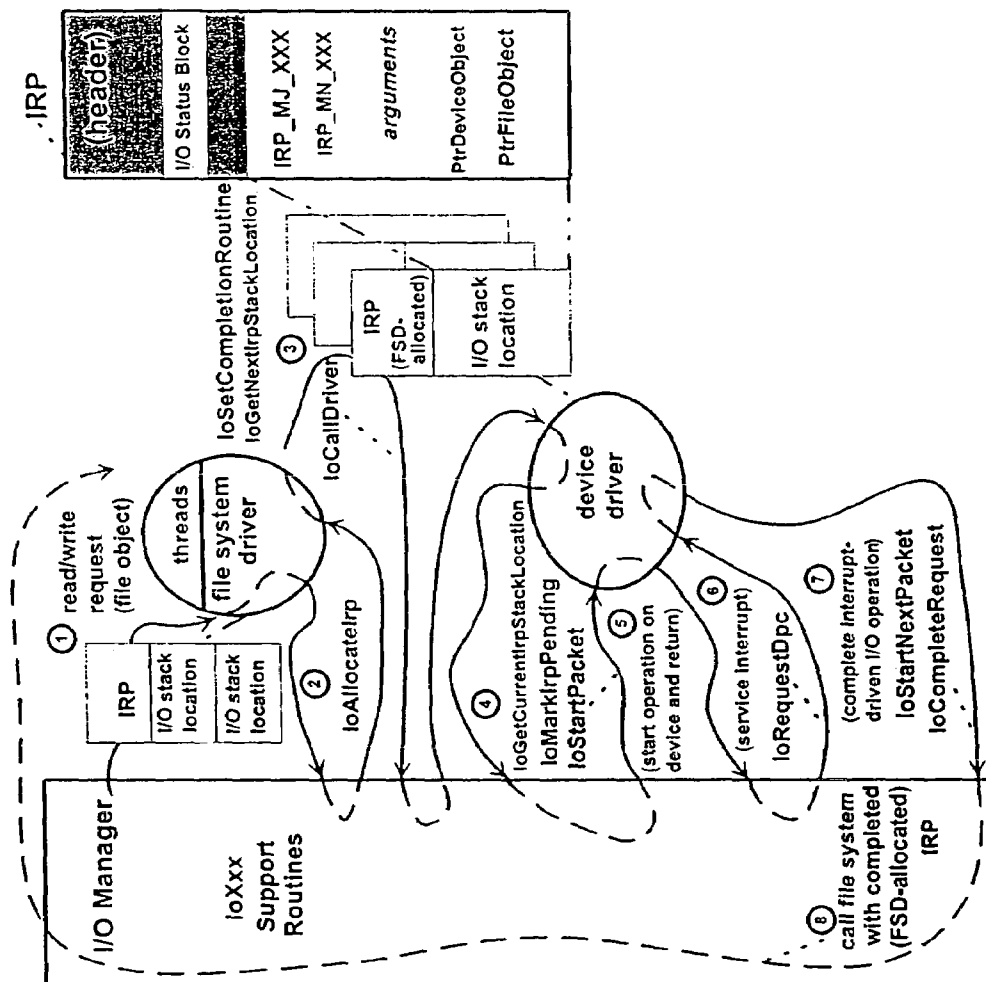 I/O Manager
IoXxx
Support
Routines
①
read/write
request
(file object)
IRP
I/O stack
location
I/O stack
location
threads
file system
driver
②
IoAllocateIrp
IoSetCompletionRoutine
IoGetNextIrpStackLocation
③
IoCallDriver
IRP
(FSD-
allocated)
I/O stack
location
IRP
(header)
I/O Status Block
IRP_MJ_XXX
IRP_MN_XXX
arguments
PtrDeviceObject
PtrFileObject
④
IoGetCurrentIrpStackLocation
IoMarkIrpPending
IoStartPacket
device
driver
⑤
(start operation on
device and return)
⑥
(service interrupt)
IoRequestDpc
⑦
(complete Interrupt-
driven I/O operation)
IoStartNextPacket
IoCompleteRequest
⑧
call file system
with completed
(FSD-allocated)
IRP